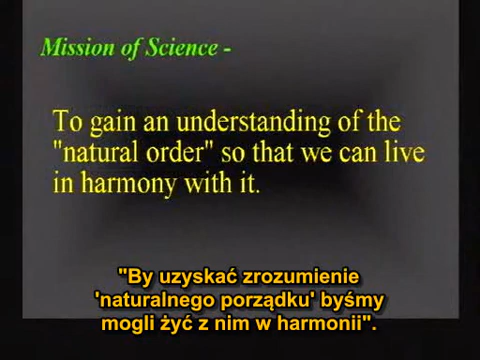 Mission of Science -
To gain an understanding of the
"natural order" so that we can live
in harmony with it.
"By uzyskać zrozumienie
'naturalnego porządku' byśmy
mogli żyć z nim w harmonii".